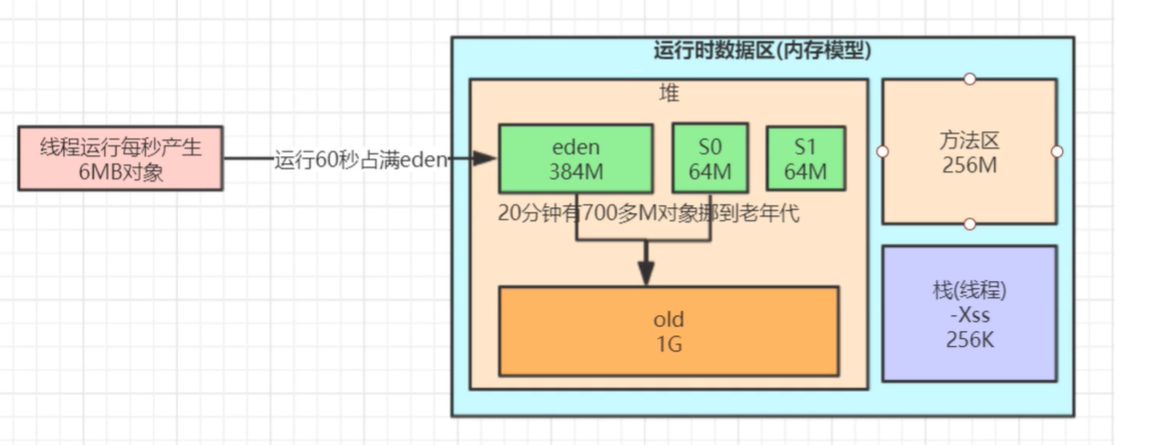 运行时数据区(内存模型)
堆
线程运行每秒产生
6MB对象
运行60秒占满eden
eden
384M
S0
64M
S1
64M
方法区
256M
20分钟有700多M对象挪到老年代
old
1G
栈(线程)
-Xss
256K